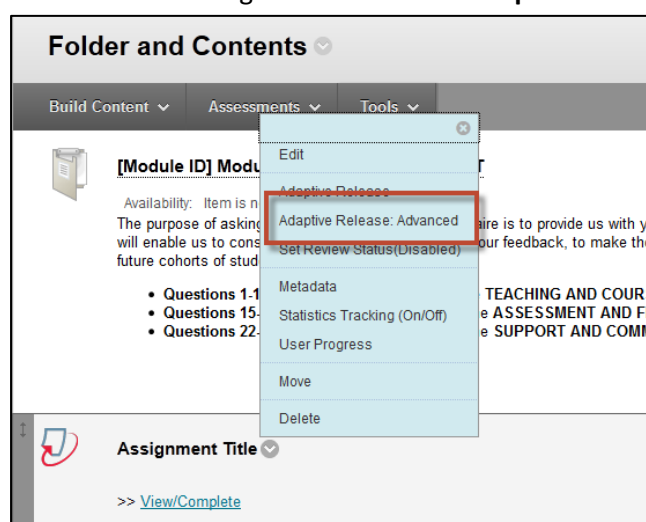 Folder and Contents
Build Content Assessments Tools
[Module ID] Modu T
Availability: Item is n
The purpose of asking aire is to provide us with y
will enable us to cons our feedback, to make the
future cohorts of stud
• Questions 1-1 TEACHING AND COUR
• Questions 15- e ASSESSMENT AND F
• Questions 22- e SUPPORT AND COMM
Edit
Adaptive Release
Adaptive Release: Advanced
Set Review Status(Disabled)
Metadata
Statistics Tracking (On/Off)
User Progress
Move
Delete
Assignment Title
>> View/Complete